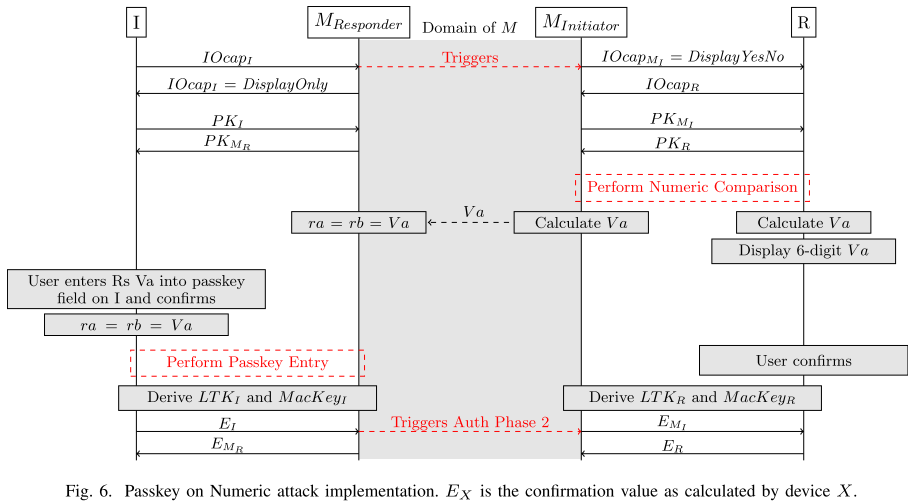 I
M_Responder
Domain of M
M_Initiator
R
IOcap_I
Triggers
IOcap_{M_I} = DisplayYesNo
IOcap_I = DisplayOnly
IOcap_R
PK_I
PK_{M_I}
PK_{M_R}
PK_R
Perform Numeric Comparison
ra = rb = Va
Va
Calculate Va
Calculate Va
Display 6-digit Va
User enters Rs Va into passkey
field on I and confirms
ra = rb = Va
Perform Passkey Entry
User confirms
Derive LTK_I and MacKey_I
Derive LTK_R and MacKey_R
E_I
Triggers Auth Phase 2
E_{M_I}
E_{M_R}
E_R
Fig. 6. Passkey on Numeric attack implementation. E_X is the confirmation value as calculated by device X.